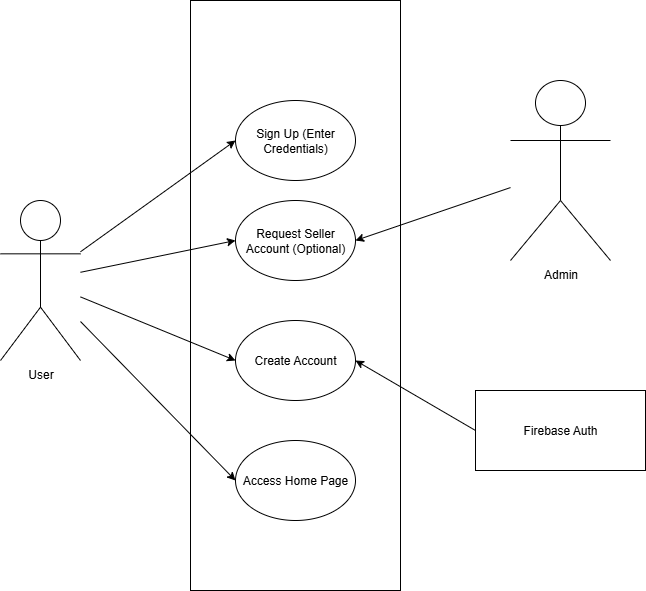 Sign Up (Enter
Credentials)
Request Seller
Account (Optional)
Admin
User
Create Account
Firebase Auth
Access Home Page